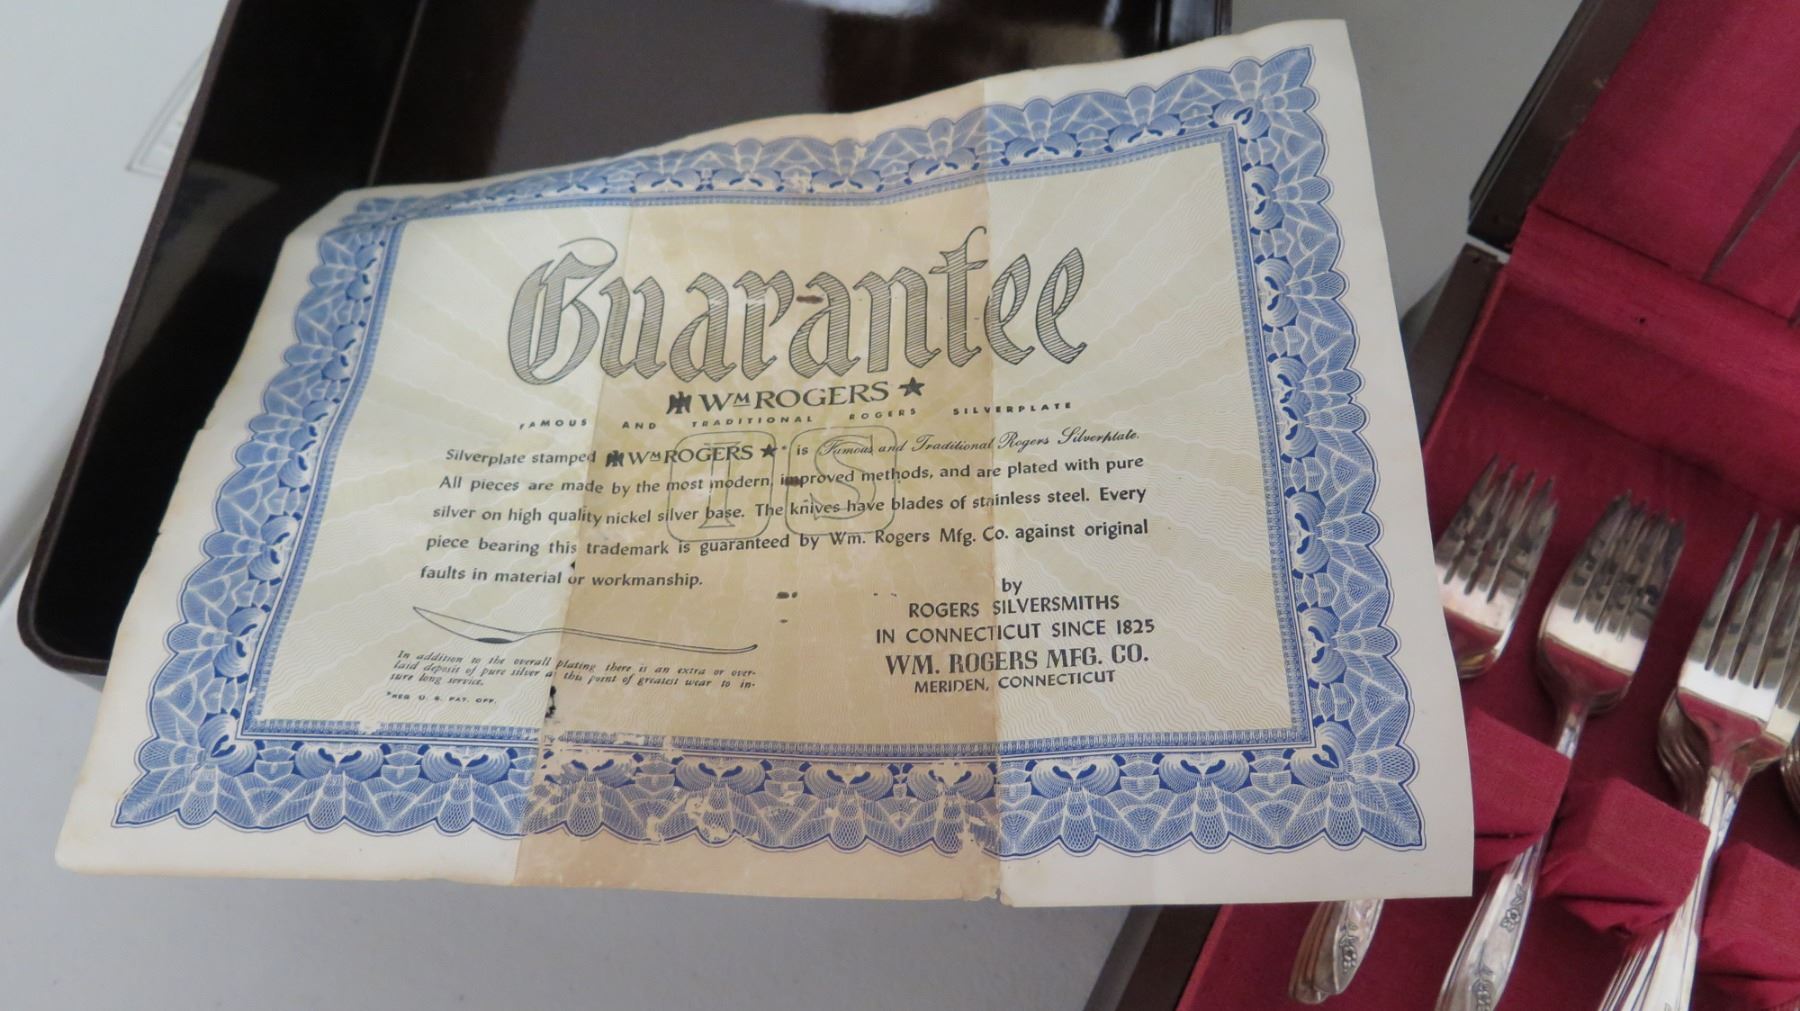 Guarantee
WM ROGERS ★
FAMOUS AND TRADITIONAL ROGERS SILVERPLATE
Silverplate stamped WM ROGERS ★* is Famous and Traditional Rogers Silverplate.
All pieces are made by the most modern, improved methods, and are plated with pure
silver on high quality nickel silver base. The knives have blades of stainless steel. Every
piece bearing this trademark is guaranteed by Wm. Rogers Mfg. Co. against original
faults in material or workmanship.
In addition to the overall plating there is an extra or over-
laid deposit of pure silver at this point of greatest wear to in-
sure long service.
*REG. U. S. PAT. OFF.
by
ROGERS SILVERSMITHS
IN CONNECTICUT SINCE 1825
WM. ROGERS MFG. CO.
MERIDEN, CONNECTICUT
IS